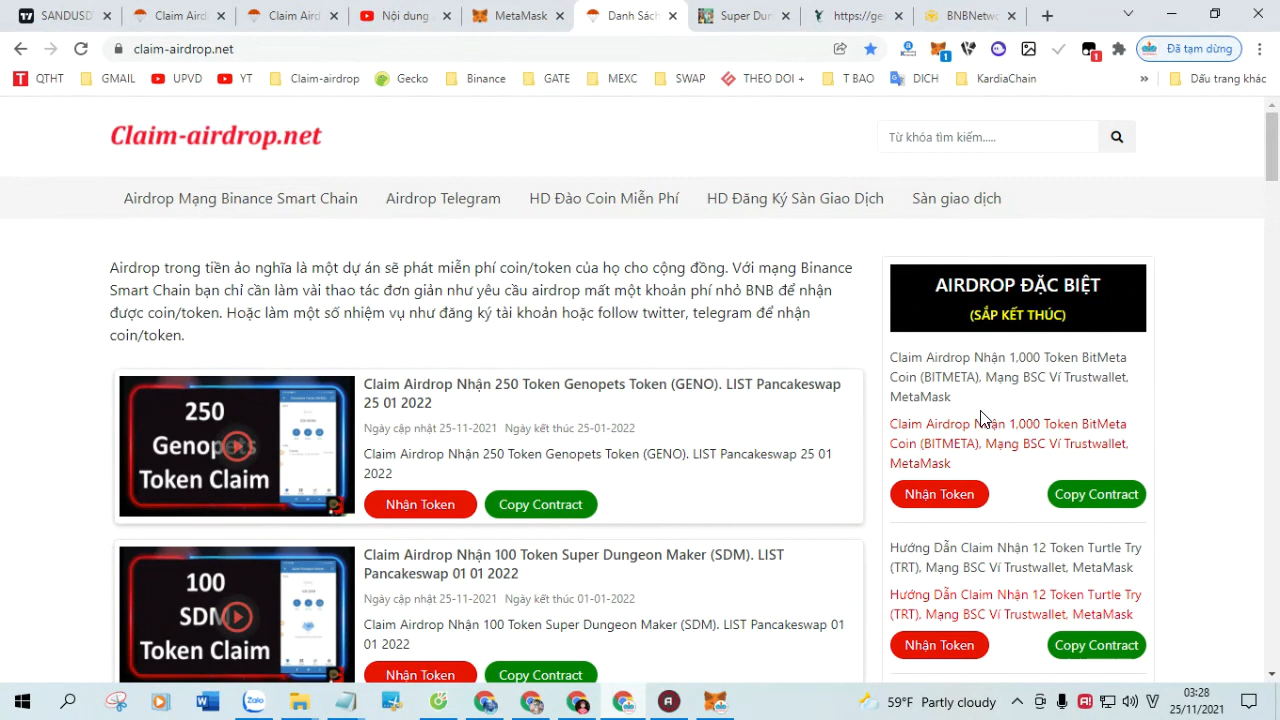 SANDUSD
Claim Aird
Airdrop
Claim Aird
Nội dung
MetaMask
Danh Sách
Super Dun
https://ge
BNBNetwo
claim-airdrop.net
Đã tạm dừng
QTHT
GMAIL
UPVD
YT
Claim-airdrop
Gecko
Binance
GATE
MEXC
SWAP
THEO DOI +
T BAO
DICH
KardiaChain
Dấu trang khác
Claim-airdrop.net
Từ khóa tìm kiếm.....
Airdrop Mạng Binance Smart Chain
Airdrop Telegram
HD Đào Coin Miễn Phí
HD Đăng Ký Sàn Giao Dịch
Sàn giao dịch
Airdrop trong tiền ảo nghĩa là một dự án sẽ phát miễn phí coin/token của họ cho cộng đồng. Với mạng Binance
Smart Chain bạn chỉ cần làm vài thao tác đơn giản như yêu cầu airdrop mất một khoản phí nhỏ BNB để nhận
được coin/token. Hoặc làm một số nhiệm vụ như đăng ký tài khoản hoặc follow twitter, telegram để nhận
coin/token.
250
Genopets
Token Claim
Claim Airdrop Nhận 250 Token Genopets Token (GENO). LIST Pancakeswap
25 01 2022
Ngày cập nhật 25-11-2021 Ngày kết thúc 25-01-2022
Claim Airdrop Nhận 250 Token Genopets Token (GENO). LIST Pancakeswap 25 01
2022
Nhận Token
Copy Contract
100
SDM
Token Claim
Claim Airdrop Nhận 100 Token Super Dungeon Maker (SDM). LIST
Pancakeswap 01 01 2022
Ngày cập nhật 25-11-2021 Ngày kết thúc 01-01-2022
Claim Airdrop Nhận 100 Token Super Dungeon Maker (SDM). LIST Pancakeswap 01
01 2022
Nhận Token
Copy Contract
AIRDROP ĐẶC BIỆT
(SẮP KẾT THÚC)
Claim Airdrop Nhận 1,000 Token BitMeta
Coin (BITMETA), Mạng BSC Ví Trustwallet,
MetaMask
Claim Airdrop Nhận 1,000 Token BitMeta
Coin (BITMETA), Mạng BSC Ví Trustwallet,
MetaMask
Nhận Token
Copy Contract
Hướng Dẫn Claim Nhận 12 Token Turtle Try
(TRT), Mạng BSC Ví Trustwallet, MetaMask
Hướng Dẫn Claim Nhận 12 Token Turtle Try
(TRT), Mạng BSC Ví Trustwallet, MetaMask
Nhận Token
Copy Contract
Zalo
59°F Partly cloudy
03:28
25/11/2021